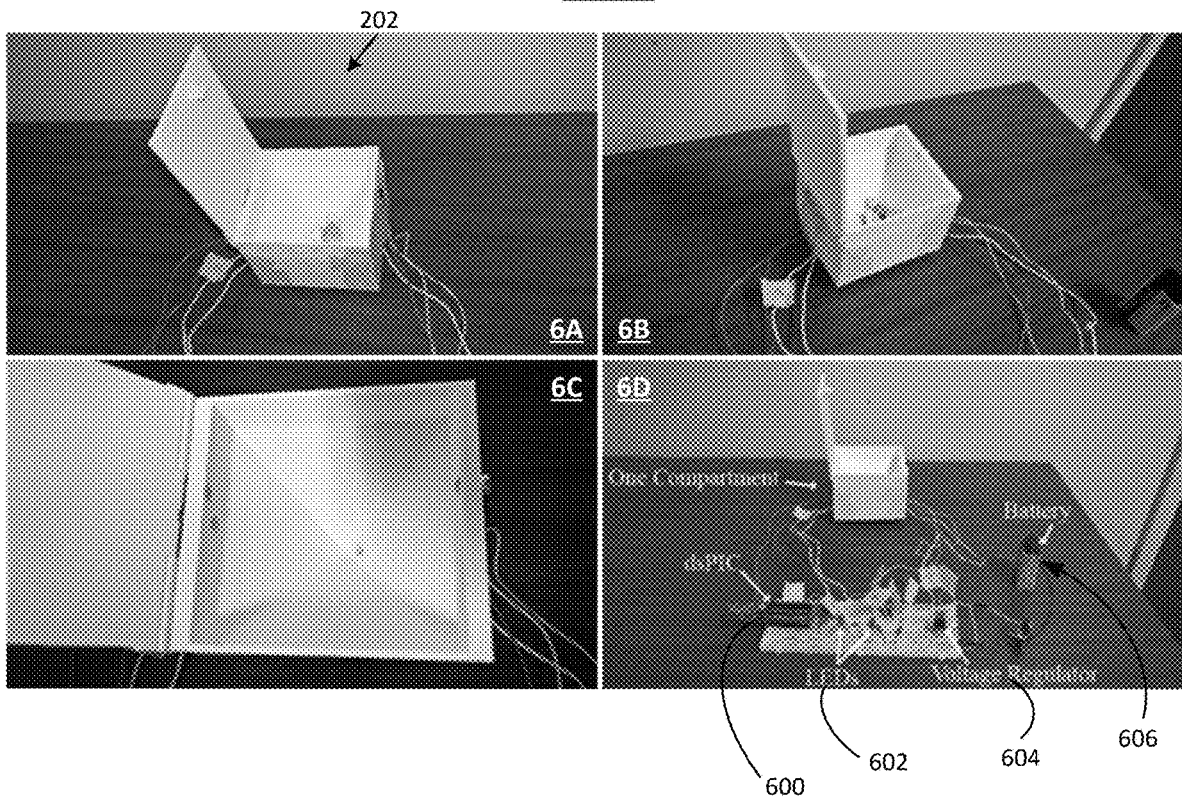 202
6A
6B
6C
6D
One Compartment
Battery
dsPIC
LEDs
Voltage Regulator
602
604
606
600